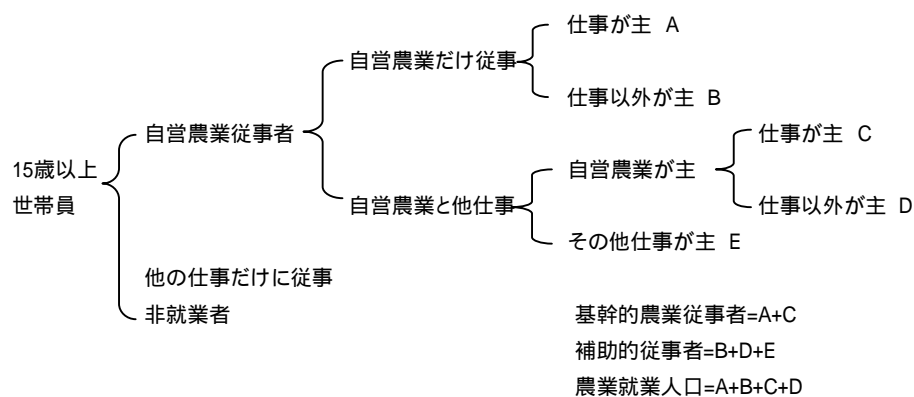 15歳以上
世帯員
自営農業従事者
他の仕事だけに従事
非就業者
自営農業だけ従事
自営農業と他仕事
仕事が主 A
仕事以外が主 B
自営農業が主
その他仕事が主 E
仕事が主 C
仕事以外が主 D
基幹的農業従事者=A+C
補助的従事者=B+D+E
農業就業人口=A+B+C+D